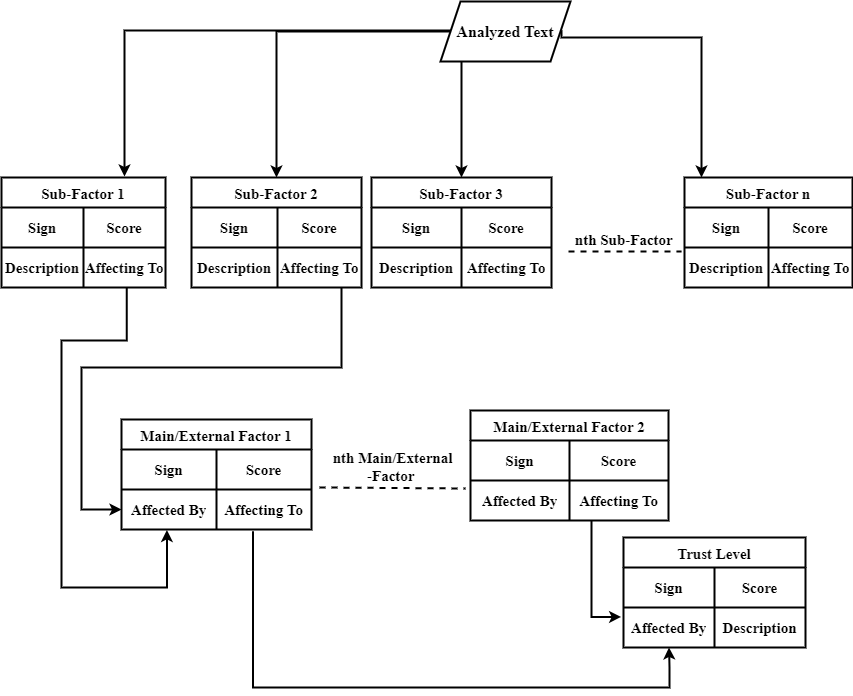 Analyzed Text
Sub-Factor 1
Sign Score
Description Affecting To
Sub-Factor 2
Sign Score
Description Affecting To
Sub-Factor 3
Sign Score
Description Affecting To
nth Sub-Factor
Sub-Factor n
Sign Score
Description Affecting To
Main/External Factor 1
Sign Score
Affected By Affecting To
nth Main/External
-Factor
Main/External Factor 2
Sign Score
Affected By Affecting To
Trust Level
Sign Score
Affected By Description